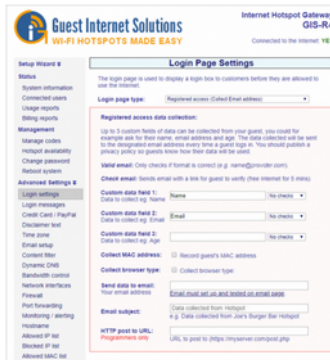 Guest Internet Solutions
WI-FI HOTSPOTS MADE EASY
Internet Hotspot Gateway
GIS-R
Connected to the Internet: YE
Setup Wizard
Status
System information
Connected users
Usage reports
Billing reports
Management
Manage codes
Hotspot availability
Change password
Reboot system
Advanced Settings
Login settings
Login messages
Credit Card / PayPal
Disclaimer text
Time zone
Email setup
Content filter
Dynamic DNS
Bandwidth control
Network interfaces
Firewall
Port forwarding
Monitoring / alerting
Hostname
Allowed IP list
Blocked IP list
Allowed MAC list
Login Page Settings
The login page is used to display a login box to customers before they are allowed to
use the Internet.
Login page type: Registered access (Collect Email address)
Registered access data collection:
Up to 3 custom fields of data can be collected from your guest, you could for
example ask for their name, email address and age. The data collected will be sent
to the designated email address every time a guest logs in. You should publish a
privacy policy so guests know how their data will be used.
Valid email: Only checks if format is correct (e.g. name@provider.com).
Check email: Sends email with a link for guest to verify (free Internet for 5 mins)
Custom data field 1: Name No checks
Data to collect eg: Name
Custom data field 2: Email No checks
Data to collect eg: Email
Custom data field 2: No checks
Data to collect eg: Age
Collect MAC address: Record guest's MAC address
Collect browser type: Collect browser type:
Send data to email:
Your email address Email must set up and tested on email page.
Email subject: Data collected from Hotspot
e.g. Data collected from Joe's Burger Bar Hotspot
HTTP post to URL:
Programmers only URL to post to (https://myserver.com/post.php